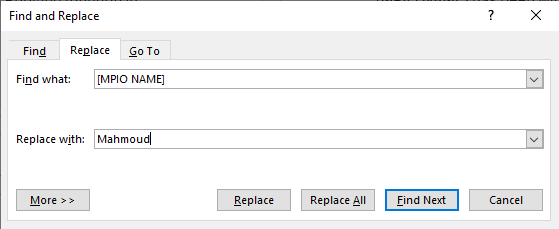 Find and Replace ? ×
Find Replace Go To
Find what: [MPIO NAME]
Replace with: Mahmoud
More >> Replace Replace All Find Next Cancel